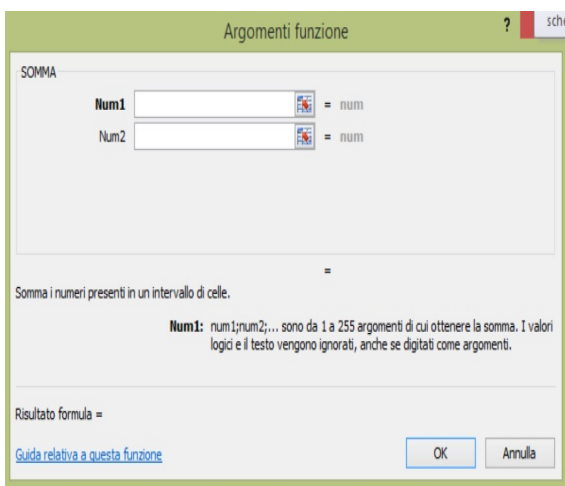 Argomenti funzione
?
SOMMA
Num1 = num
Num2 = num
=
Somma i numeri presenti in un intervallo di celle.
Num1: num1;num2;... sono da 1 a 255 argomenti di cui ottenere la somma. I valori
logici e il testo vengono ignorati, anche se digitati come argomenti.
Risultato formula =
Guida relativa a questa funzione
OK Annulla